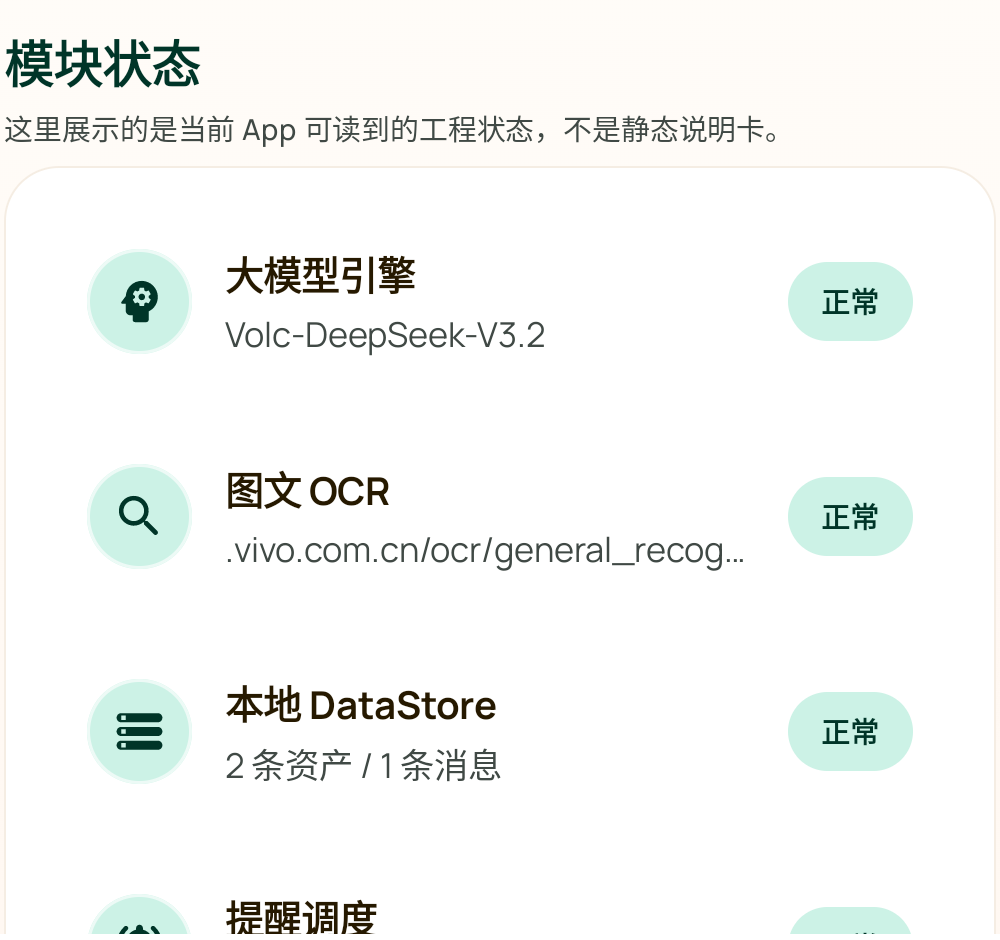 模块状态
这里展示的是当前 App 可读到的工程状态，不是静态说明卡。
大模型引擎
正常
Volc-DeepSeek-V3.2
图文 OCR
正常
.vivo.com.cn/ocr/general_recog...
本地 DataStore
正常
2 条资产 / 1 条消息
提醒调度